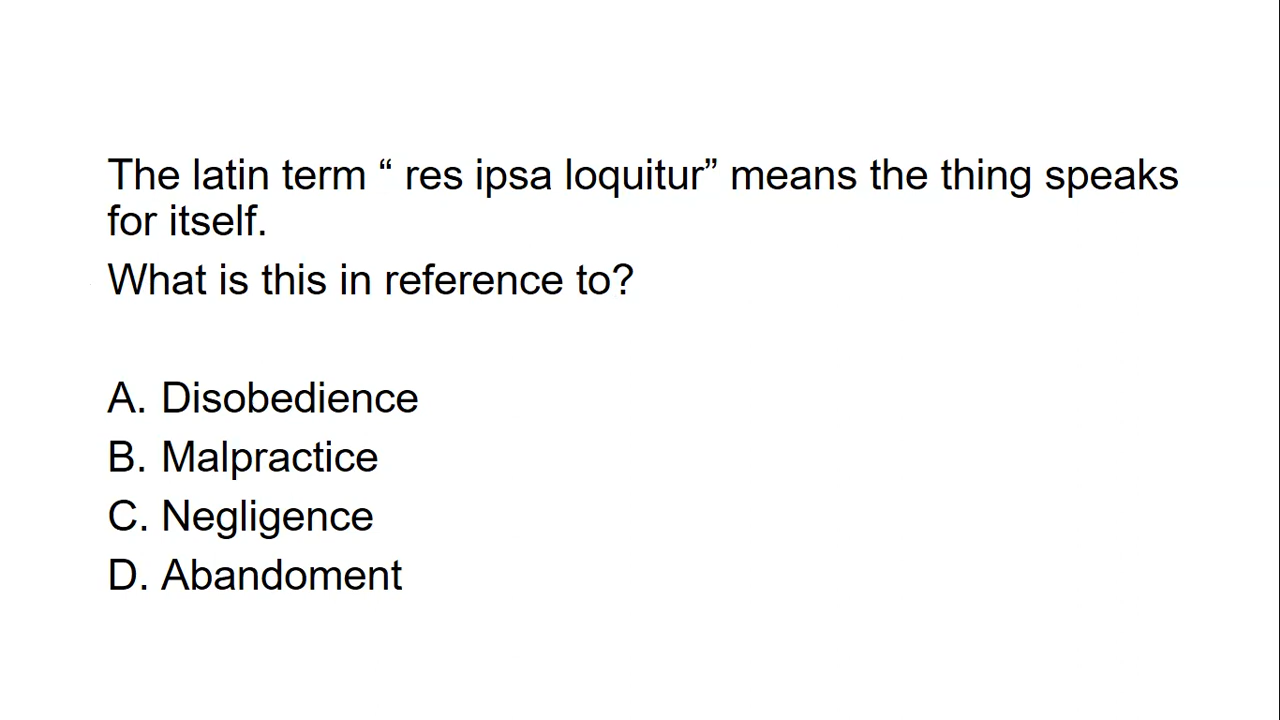 The latin term “ res ipsa loquitur” means the thing speaks
for itself.
What is this in reference to?
A. Disobedience
B. Malpractice
C. Negligence
D. Abandoment